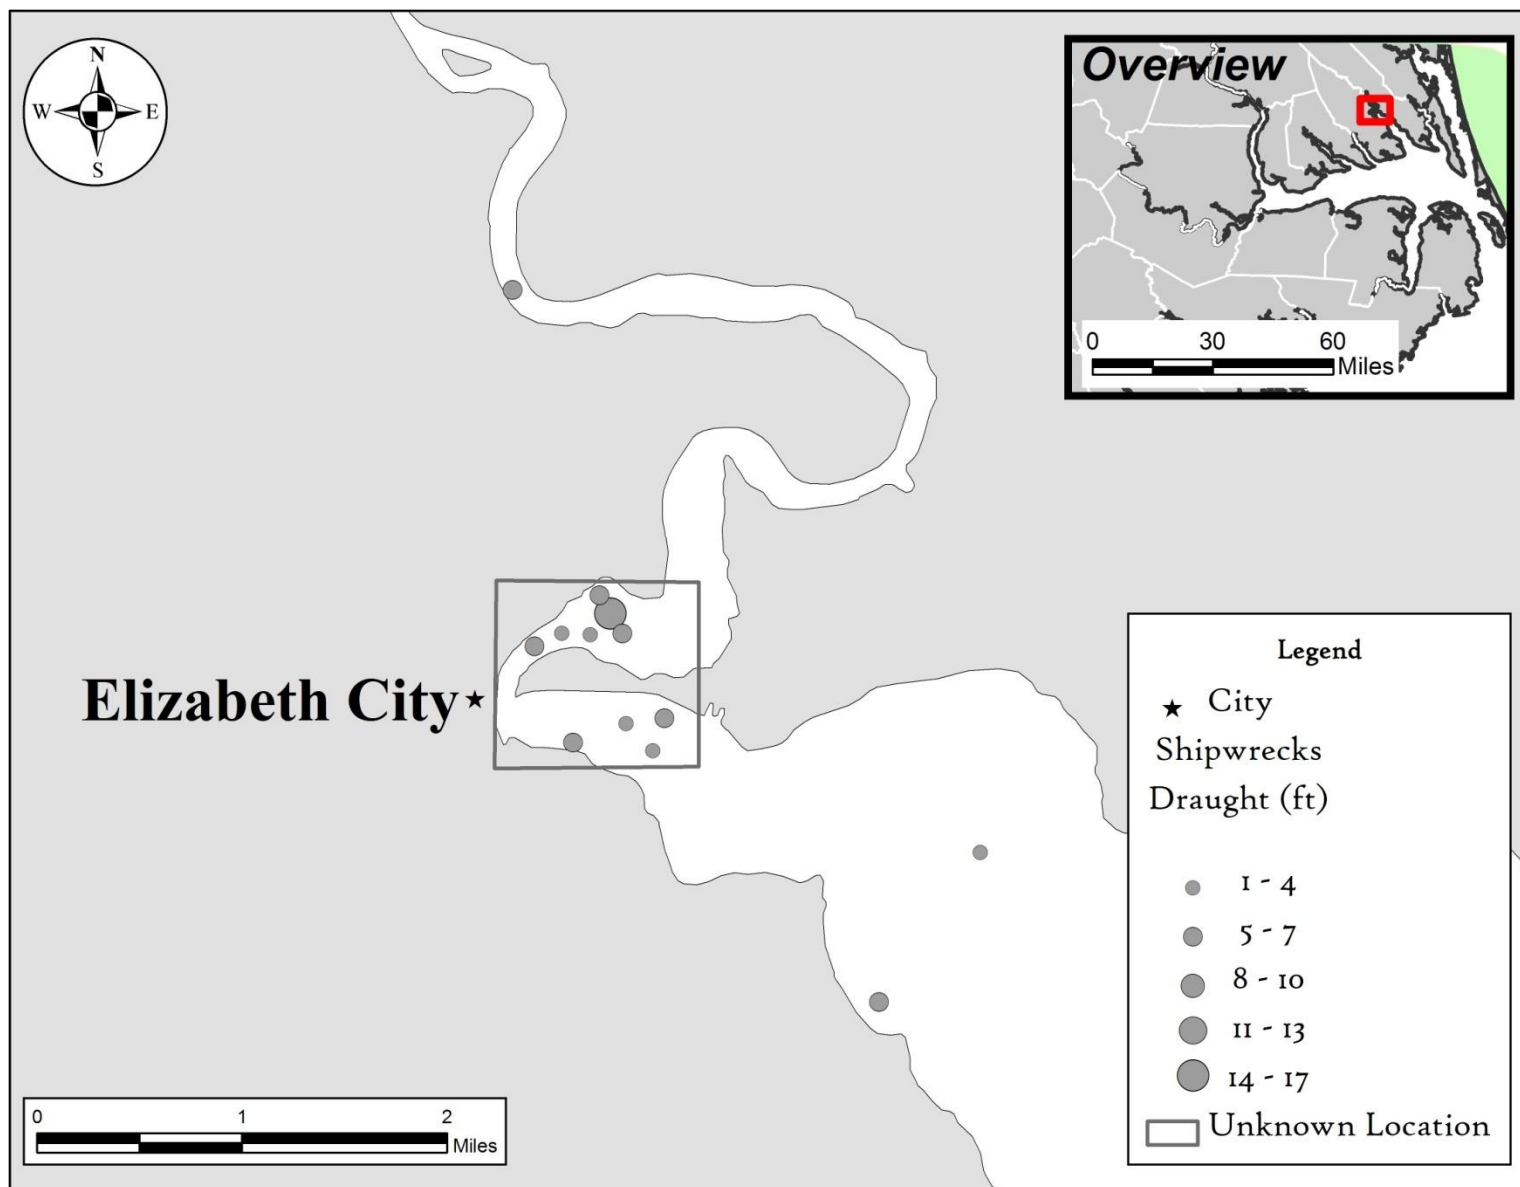 N
W E
S
Overview
0 30 60
Miles
Elizabeth City
Legend
City
Shipwrecks
Draught (ft)
1 - 4
5 - 7
8 - 10
11 - 13
14 - 17
Unknown Location
0 1 2
Miles